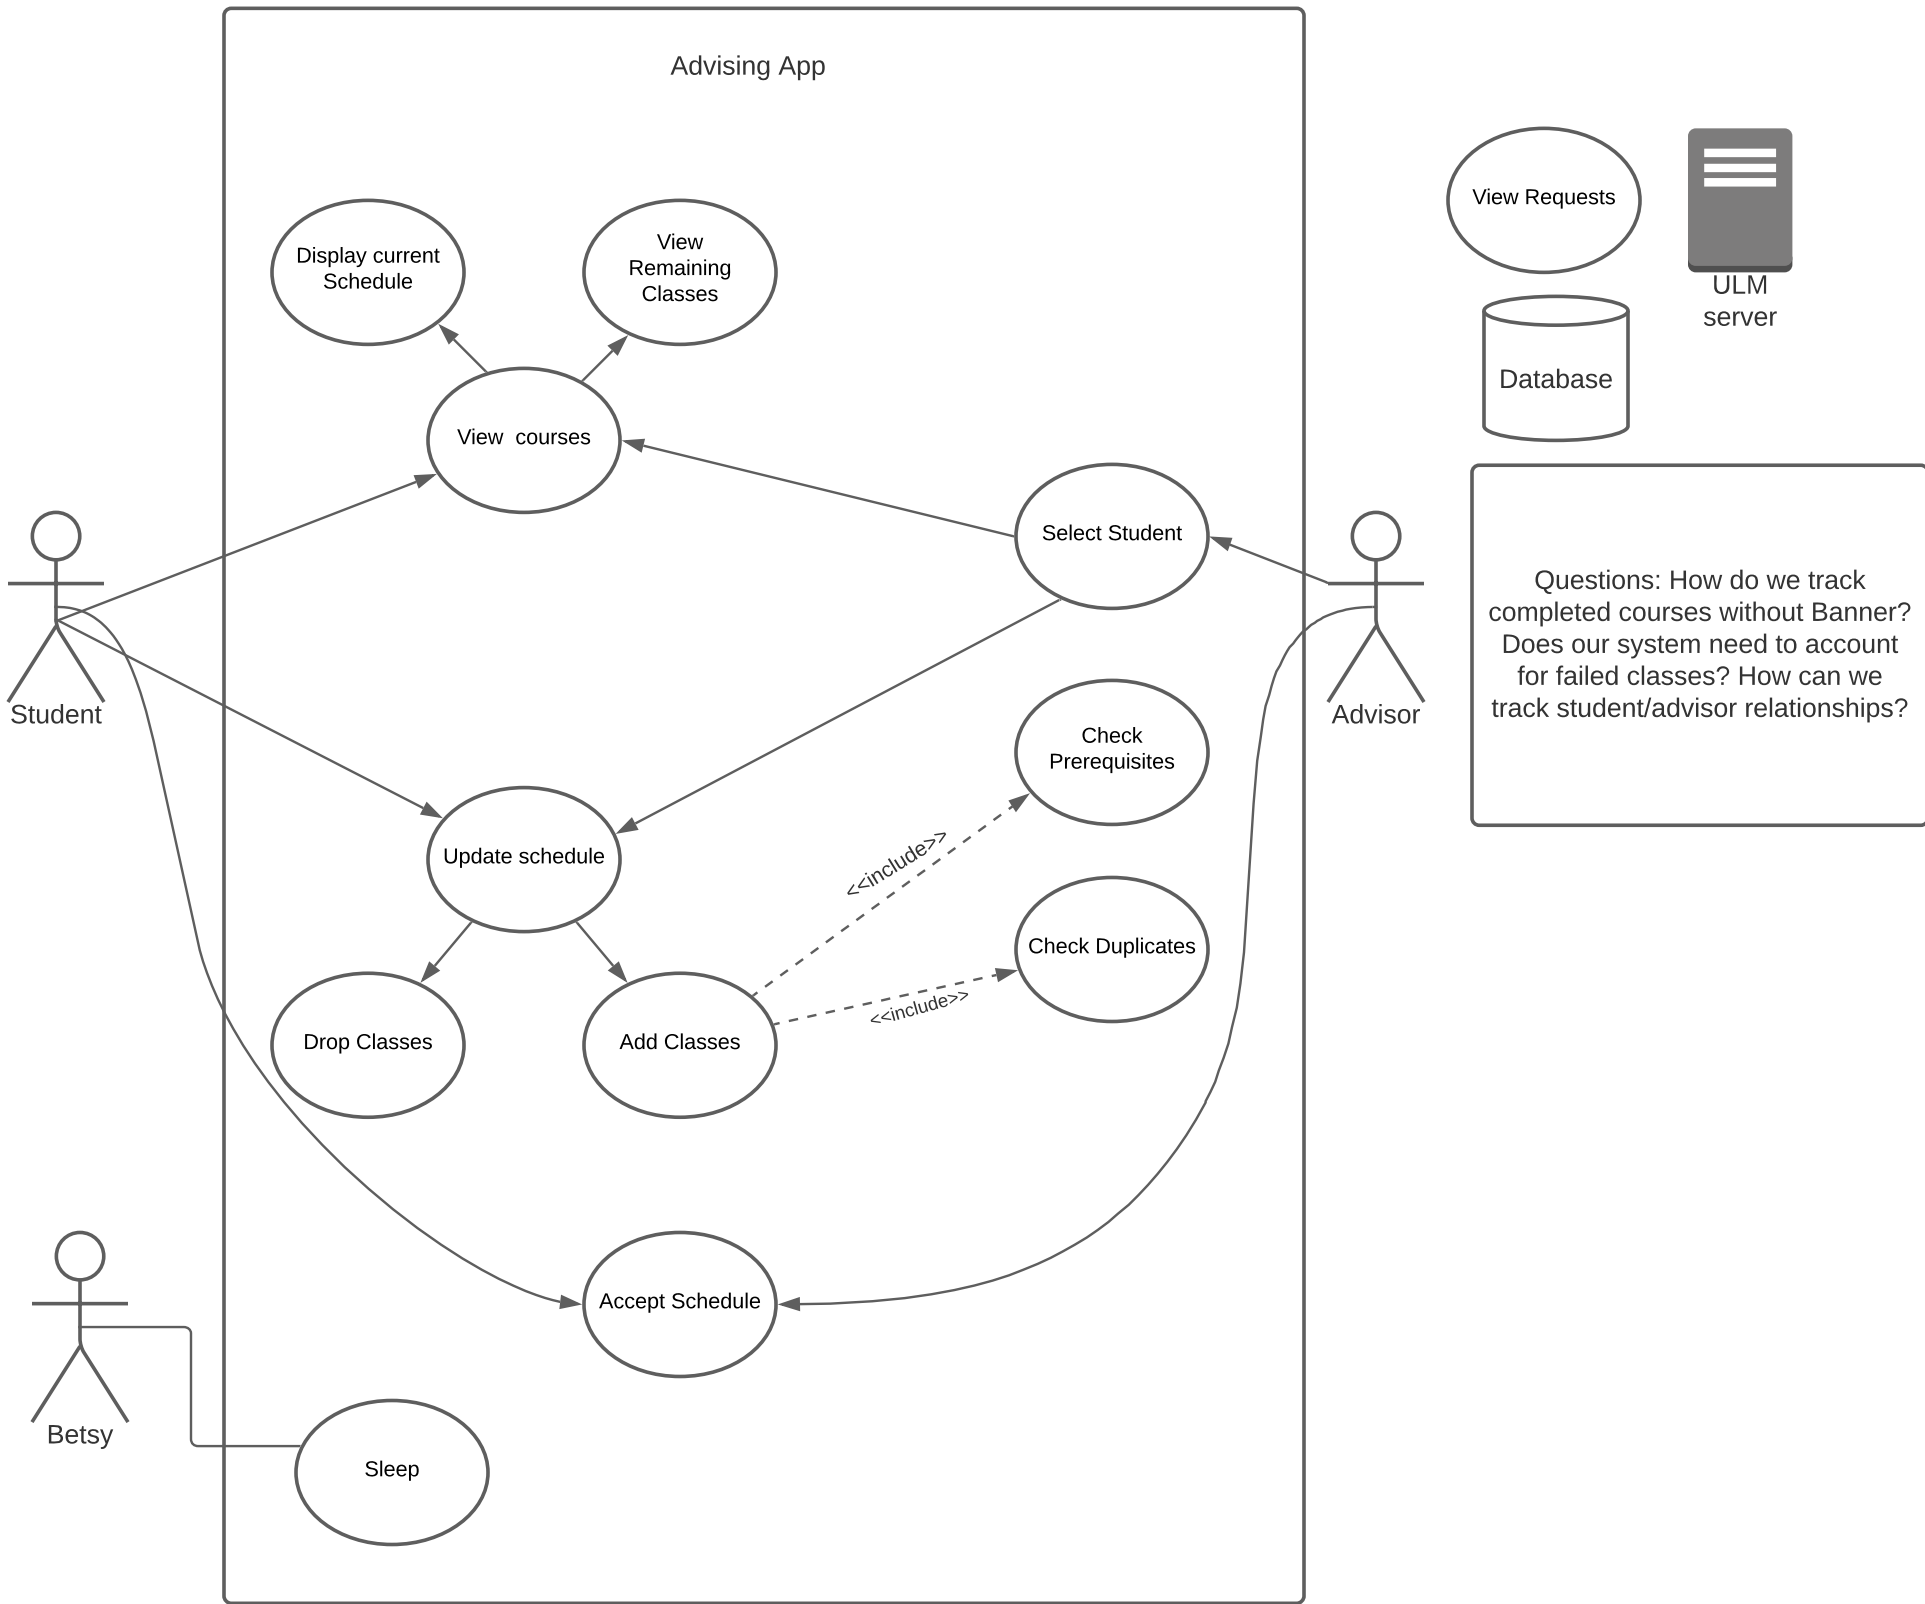 Advising App
Display current
Schedule
View
Remaining
Classes
View Requests
ULM
server
Database
View  courses
Select Student
Questions: How do we track
completed courses without Banner?
Does our system need to account
for failed classes? How can we
track student/advisor relationships?
Student
Advisor
Check
Prerequisites
Update schedule
<<include>>
Check Duplicates
<<include>>
Drop Classes
Add Classes
Accept Schedule
Betsy
Sleep